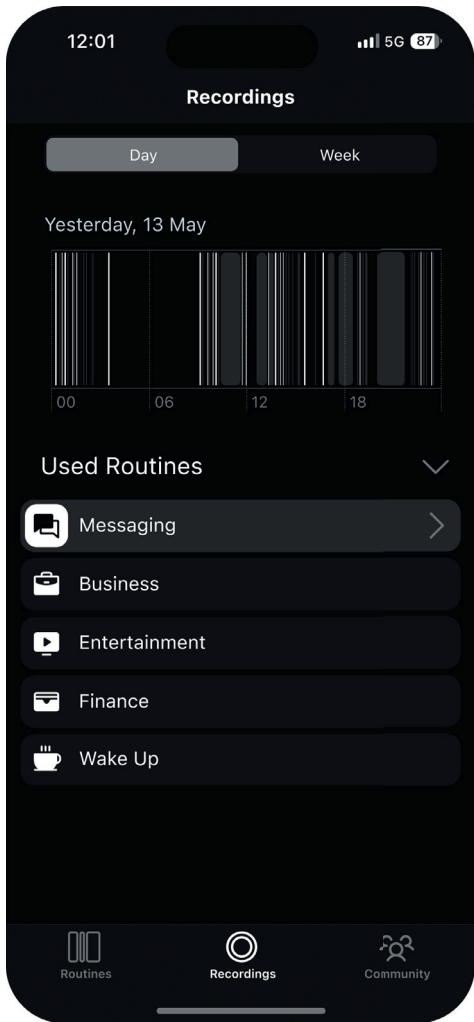 12:01
5G 87
Recordings
Day Week
Yesterday, 13 May
00 06 12 18
Used Routines
Messaging
Business
Entertainment
Finance
Wake Up
Routines Recordings Community